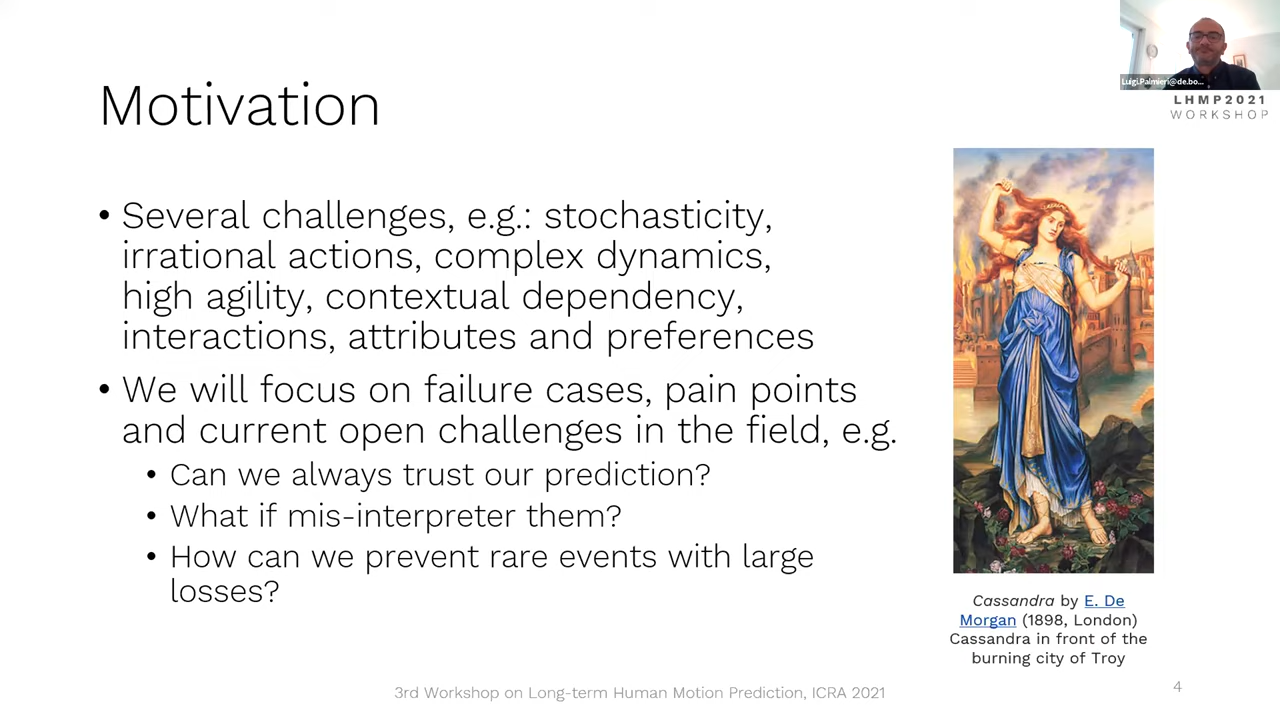 Luigi.Palmieri@de.bo...
LHMP2021
WORKSHOP
Motivation
• Several challenges, e.g.: stochasticity,
irrational actions, complex dynamics,
high agility, contextual dependency,
interactions, attributes and preferences
• We will focus on failure cases, pain points
and current open challenges in the field, e.g.
• Can we always trust our prediction?
• What if mis-interpreter them?
• How can we prevent rare events with large
losses?
Cassandra by E. De
Morgan (1898, London)
Cassandra in front of the
burning city of Troy
3rd Workshop on Long-term Human Motion Prediction, ICRA 2021
4